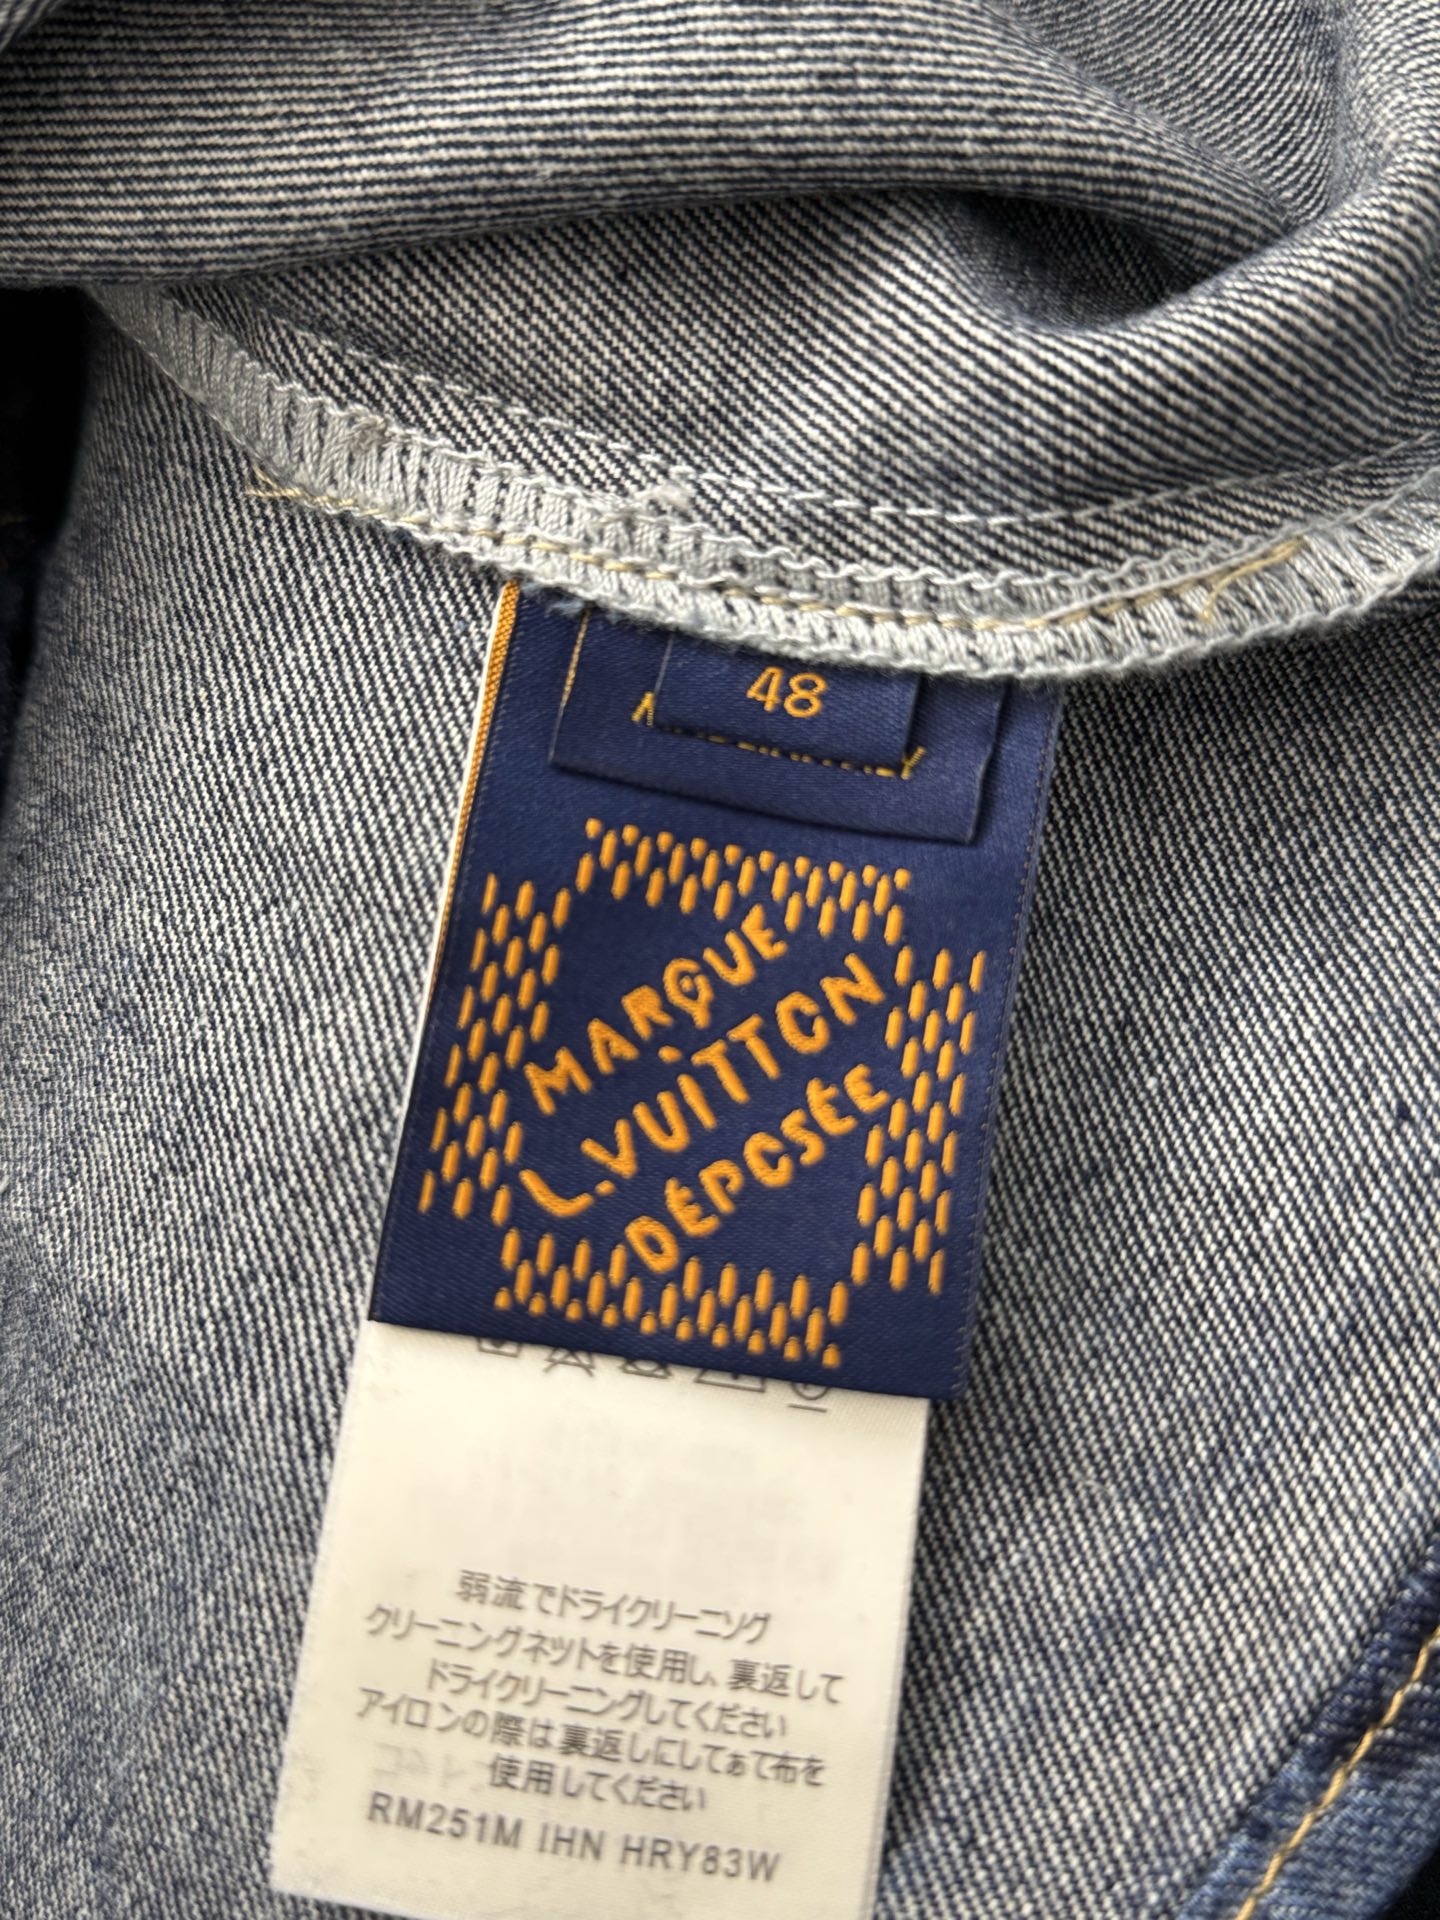 48
MARQUE
L.VUITTON
DÉPOSÉE
弱流でドライクリーニング
クリーニングネットを使用し、裏返して
ドライクリーニングしてください
アイロンの際は裏返しにしてあて布を
使用してください
RM251M IHN HRY83W